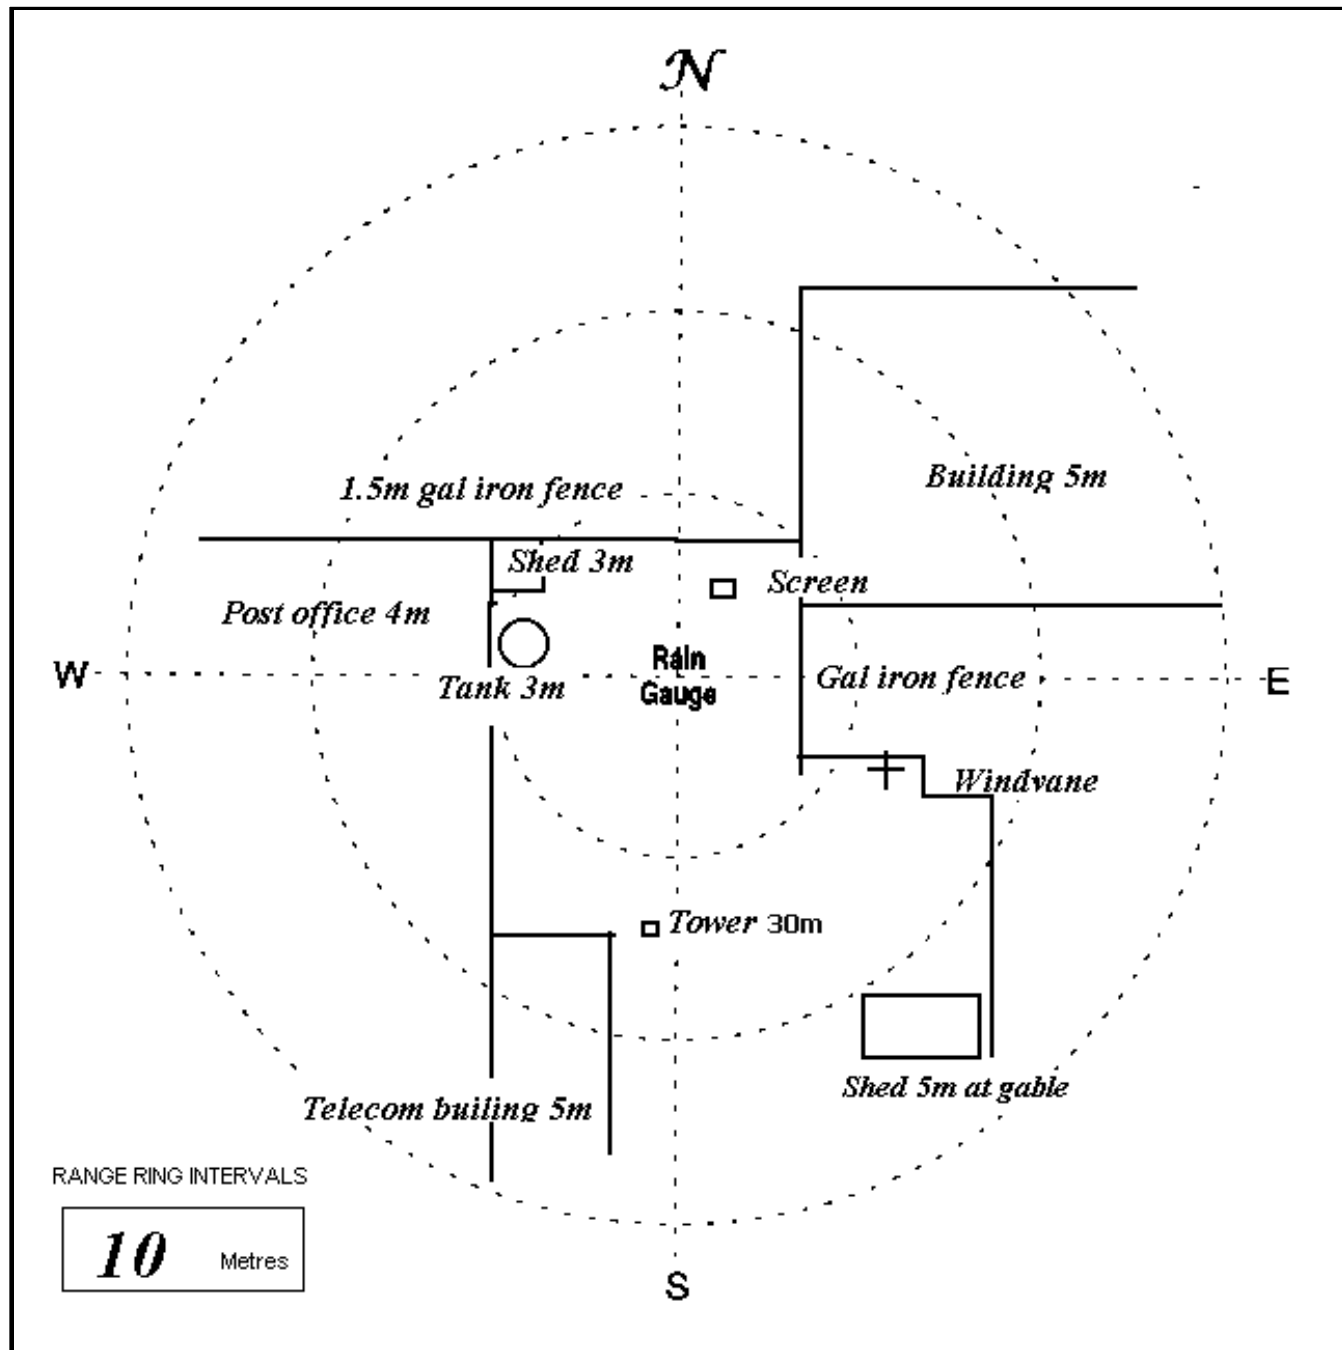 N
1.5m gal iron fence
Building 5m
Shed 3m
Screen
Post office 4m
Rain
Gauge
W
Tank 3m
Gal iron fence
E
Windvane
Tower 30m
Shed 5m at gable
Telecom builing 5m
RANGE RING INTERVALS
10 Metres
S